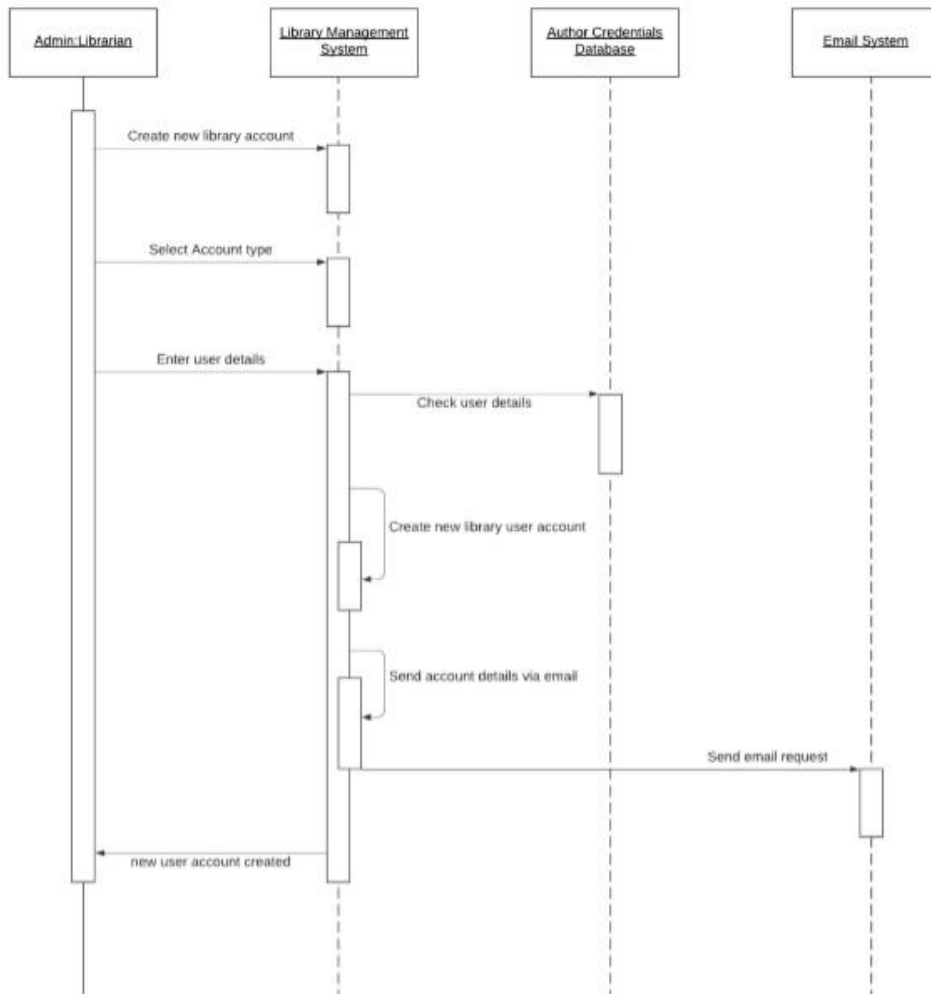 Admin:Librarian
Library Management
System
Author Credentials
Database
Email System
Create new library account
Select Account type
Enter user details
Check user details
Create new library user account
Send account details via email
Send email request
new user account created